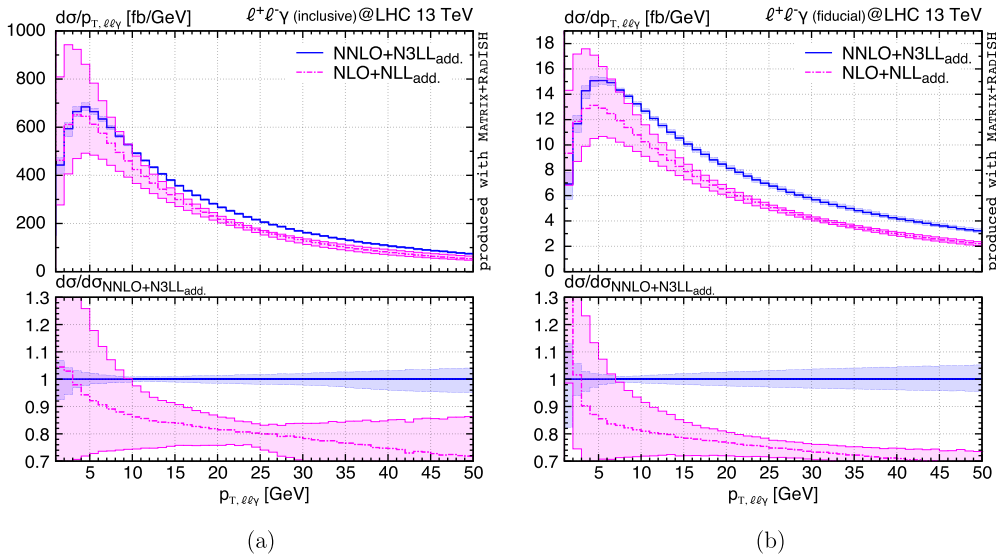 dσ/p_T,ℓℓγ [fb/GeV] ℓ⁺ℓ⁻γ (inclusive)@LHC 13 TeV
1000
800
600
400
200
0
NNLO+N3LL_add.
NLO+NLL_add.
produced with MATRIX+RADISH
dσ/dσ_NNLO+N3LL_add.
1.3
1.2
1.1
1
0.9
0.8
0.7
5 10 15 20 25 30 35 40 45 50
p_T,ℓℓγ [GeV]
(a)
dσ/dp_T,ℓℓγ [fb/GeV] ℓ⁺ℓ⁻γ (fiducial)@LHC 13 TeV
18
16
14
12
10
8
6
4
2
0
NNLO+N3LL_add.
NLO+NLL_add.
produced with MATRIX+RADISH
dσ/dσ_NNLO+N3LL_add.
1.3
1.2
1.1
1
0.9
0.8
0.7
5 10 15 20 25 30 35 40 45 50
p_T,ℓℓγ [GeV]
(b)